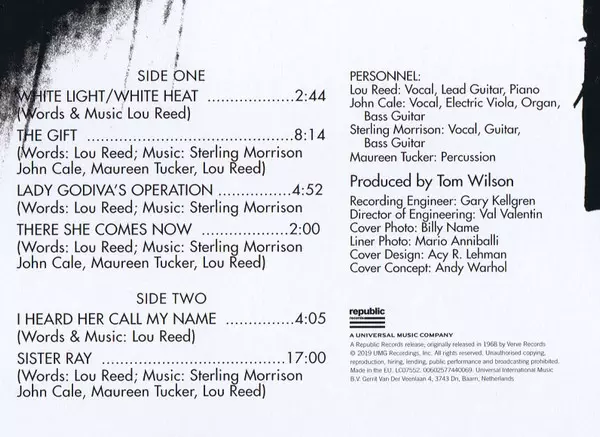 SIDE ONE
WHITE LIGHT/WHITE HEAT ..................2:44
(Words & Music Lou Reed)
THE GIFT ............................................8:14
(Words: Lou Reed; Music: Sterling Morrison
John Cale, Maureen Tucker, Lou Reed)
LADY GODIVA'S OPERATION ...............4:52
(Words: Lou Reed; Music: Sterling Morrison
THERE SHE COMES NOW ..................2:00
(Words: Lou Reed; Music: Sterling Morrison
John Cale, Maureen Tucker, Lou Reed)
SIDE TWO
I HEARD HER CALL MY NAME ..............4:05
(Words & Music: Lou Reed)
SISTER RAY .......................................17:00
(Words: Lou Reed; Music: Sterling Morrison
John Cale, Maureen Tucker, Lou Reed)
PERSONNEL:
Lou Reed: Vocal, Lead Guitar, Piano
John Cale: Vocal, Electric Viola, Organ,
Bass Guitar
Sterling Morrison: Vocal, Guitar,
Bass Guitar
Maureen Tucker: Percussion
Produced by Tom Wilson
Recording Engineer: Gary Kellgren
Director of Engineering: Val Valentin
Cover Photo: Billy Name
Liner Photo: Mario Anniballi
Cover Design: Acy R. Lehman
Cover Concept: Andy Warhol
republic
records
A UNIVERSAL MUSIC COMPANY
A Republic Records release; originally released in 1968 by Verve Records
© 2019 UMG Recordings, Inc. All rights reserved. Unauthorised copying,
reproduction, hiring, lending, public performance and broadcasting prohibited.
Made in the EU. LC07552. 00602577440069. Universal International Music
B.V. Gerrit Van Der Veenlaan 4, 3743 Dn, Baarn, Netherlands.